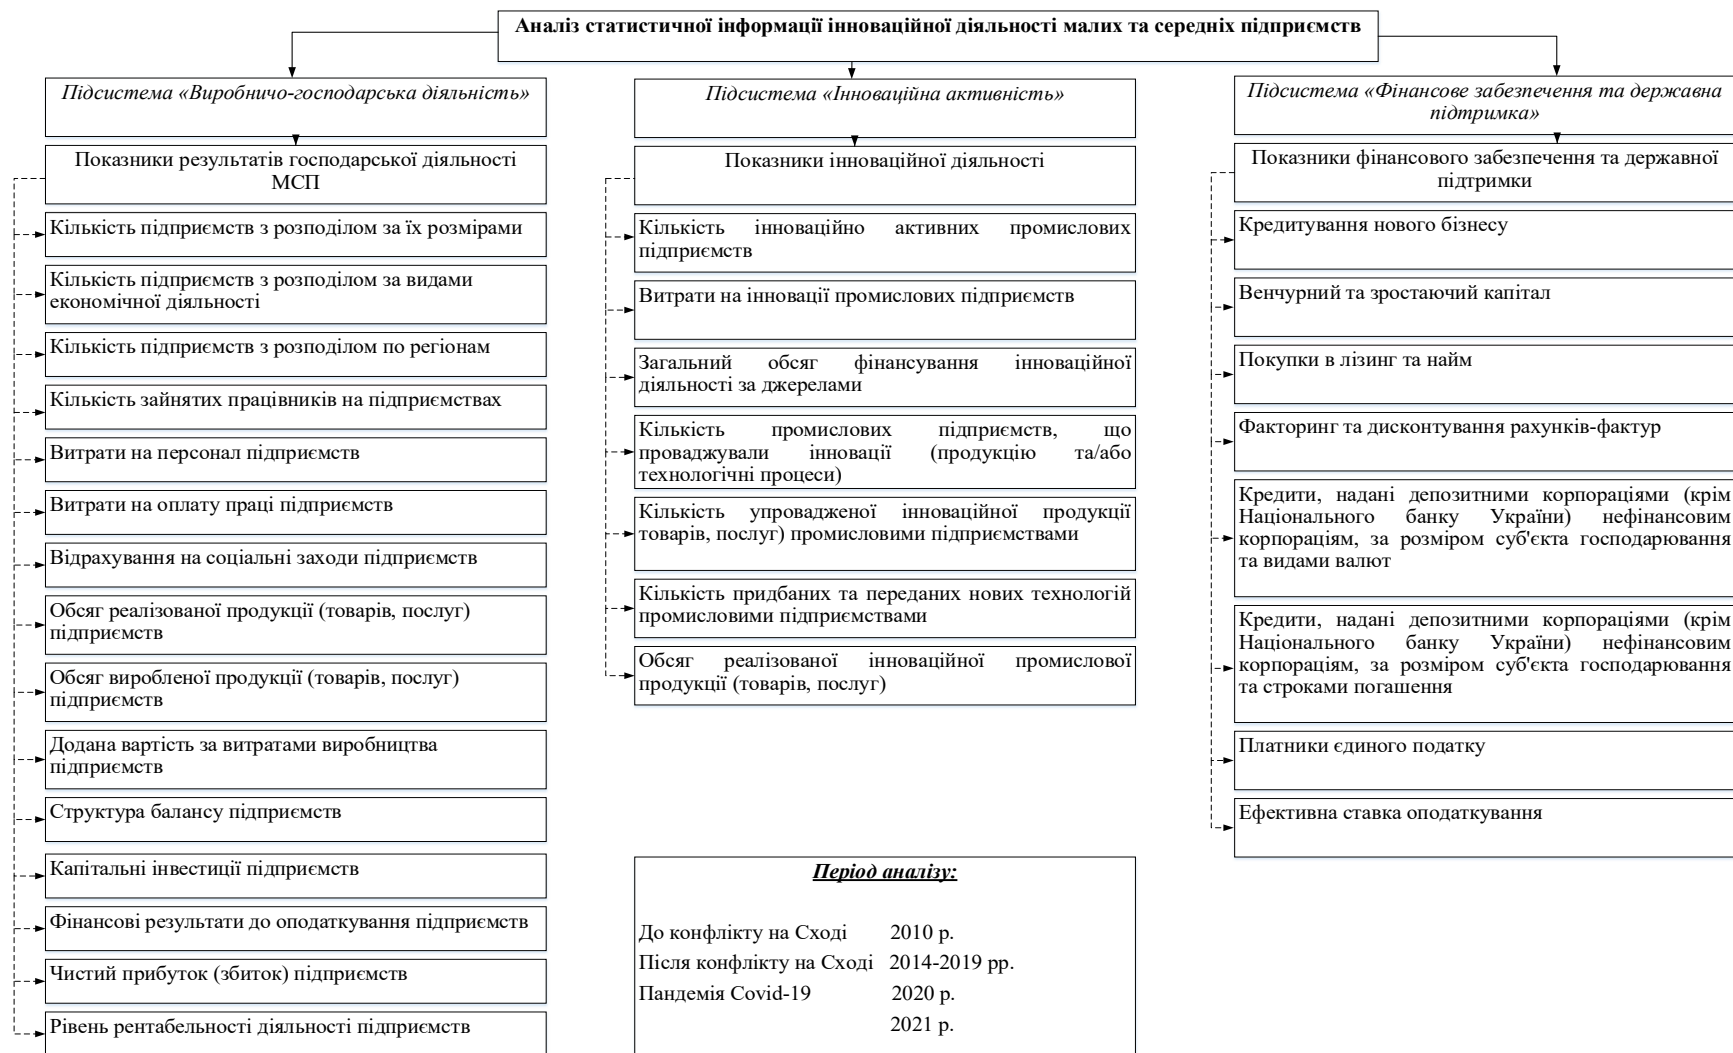 Аналіз статистичної інформації інноваційної діяльності малих та середніх підприємств
Підсистема «Виробничо-господарська діяльність»
Показники результатів господарської діяльності
МСП
Кількість підприємств з розподілом за їх розмірами
Кількість підприємств з розподілом за видами
економічної діяльності
Кількість підприємств з розподілом по регіонам
Кількість зайнятих працівників на підприємствах
Витрати на персонал підприємств
Витрати на оплату праці підприємств
Відрахування на соціальні заходи підприємств
Обсяг реалізованої продукції (товарів, послуг)
підприємств
Обсяг виробленої продукції (товарів, послуг)
підприємств
Додана вартість за витратами виробництва
підприємств
Структура балансу підприємств
Капітальні інвестиції підприємств
Фінансові результати до оподаткування підприємств
Чистий прибуток (збиток) підприємств
Рівень рентабельності діяльності підприємств
Підсистема «Інноваційна активність»
Показники інноваційної діяльності
Кількість інноваційно активних промислових
підприємств
Витрати на інновації промислових підприємств
Загальний обсяг фінансування інноваційної
діяльності за джерелами
Кількість промислових підприємств, що
проваджували інновації (продукцію та/або
технологічні процеси)
Кількість упровадженої інноваційної продукції
товарів, послуг) промисловими підприємствами
Кількість придбаних та переданих нових технологій
промисловими підприємствами
Обсяг реалізованої інноваційної промислової
продукції (товарів, послуг)
Період аналізу:
До конфлікту на Сході 2010 р.
Після конфлікту на Сході 2014-2019 рр.
Пандемія Covid-19 2020 р.
2021 р.
Підсистема «Фінансове забезпечення та державна
підтримка»
Показники фінансового забезпечення та державної
підтримки
Кредитування нового бізнесу
Венчурний та зростаючий капітал
Покупки в лізинг та найм
Факторинг та дисконтування рахунків-фактур
Кредити, надані депозитними корпораціями (крім
Національного банку України) нефінансовим
корпораціям, за розміром суб'єкта господарювання
та видами валют
Кредити, надані депозитними корпораціями (крім
Національного банку України) нефінансовим
корпораціям, за розміром суб'єкта господарювання
та строками погашення
Платники єдиного податку
Ефективна ставка оподаткування